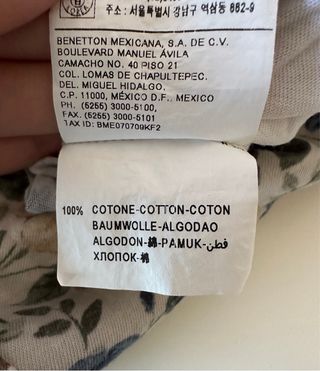 주소 : 서울특별시 강남구 역삼동 882-9
BENETTON MEXICANA, S.A. DE C.V.
BOULEVARD MANUEL ÁVILA
CAMACHO NO. 40 PISO 21
COL. LOMAS DE CHAPULTEPEC.
DEL. MIGUEL HIDALGO.
C.P. 11000, MÉXICO D.F., MEXICO
PH. (5255) 3000-5100,
FAX. (5255) 3000-5101
TAX ID: BME070709KF2
100% COTONE-COTTON-COTON
BAUMWOLLE-ALGODAO
ALGODON-綿-PAMUK-قطن-
ХЛОПОК-棉